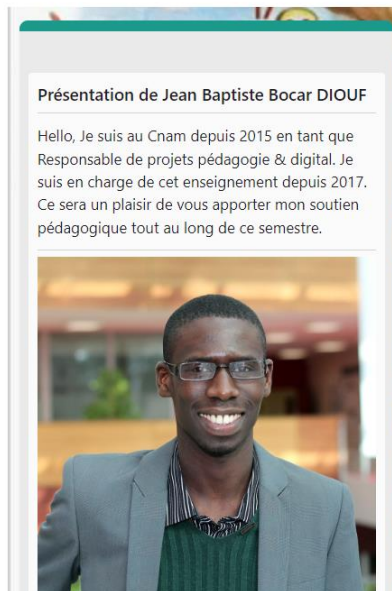 Présentation de Jean Baptiste Bocar DIOUF
Hello, Je suis au Cnam depuis 2015 en tant que
Responsable de projets pédagogie & digital. Je
suis en charge de cet enseignement depuis 2017.
Ce sera un plaisir de vous apporter mon soutien
pédagogique tout au long de ce semestre.